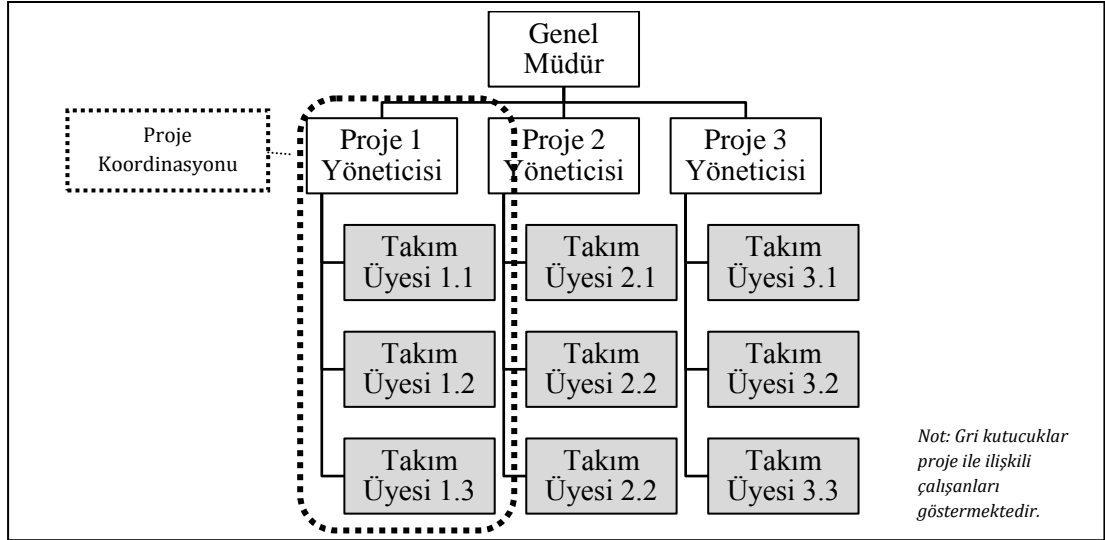 Genel
Müdür
Proje
Koordinasyonu
Proje 1
Yöneticisi
Proje 2
Yöneticisi
Proje 3
Yöneticisi
Takım
Üyesi 1.1
Takım
Üyesi 2.1
Takım
Üyesi 3.1
Takım
Üyesi 1.2
Takım
Üyesi 2.2
Takım
Üyesi 3.2
Takım
Üyesi 1.3
Takım
Üyesi 2.2
Takım
Üyesi 3.3
Not: Gri kutucuklar
proje ile ilişkili
çalışanları
göstermektedir.